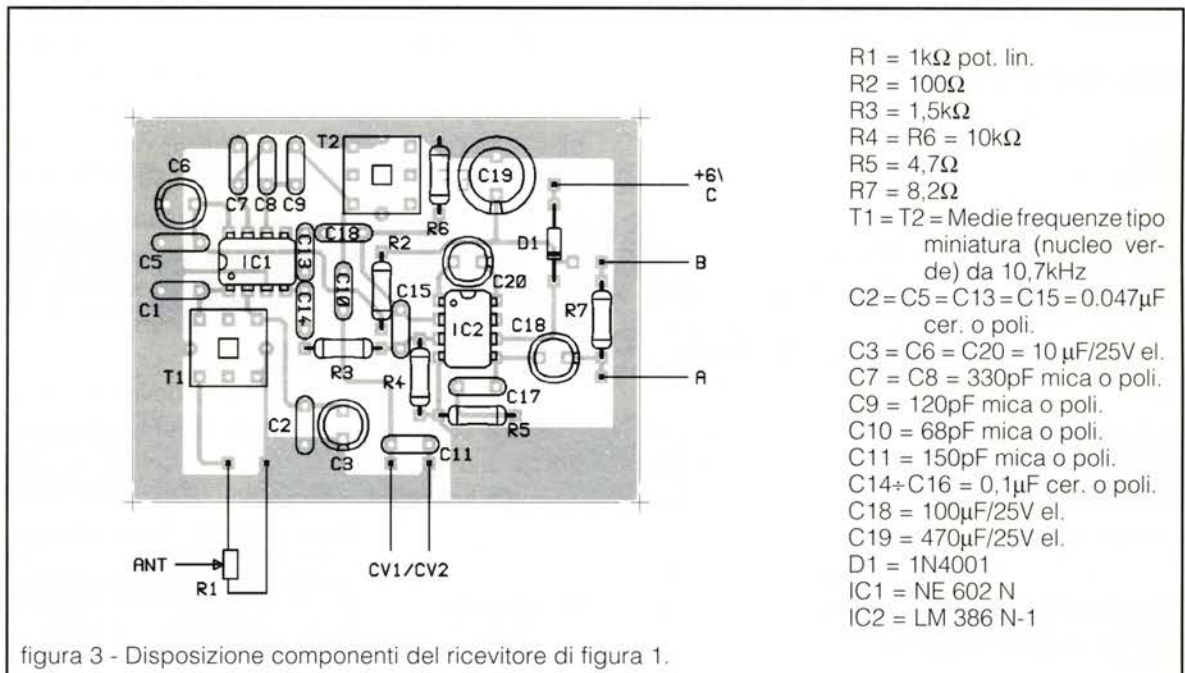 T2
C6
C7
C8
C9
C19
+6\
C
R6
C18
R2
D1
C13
IC1
C5
C20
B
C10
C15
C18
R7
C1
IC2
C14
R3
R4
A
T1
C17
C2
R5
C3
C11
ANT
R1
CV1/CV2
R1 = 1kΩ pot. lin.
R2 = 100Ω
R3 = 1,5kΩ
R4 = R6 = 10kΩ
R5 = 4,7Ω
R7 = 8,2Ω
T1 = T2 = Medie frequenze tipo
miniatura (nucleo ver-
de) da 10,7kHz
C2 = C5 = C13 = C15 = 0.047µF
cer. o poli.
C3 = C6 = C20 = 10 µF/25V el.
C7 = C8 = 330pF mica o poli.
C9 = 120pF mica o poli.
C10 = 68pF mica o poli.
C11 = 150pF mica o poli.
C14÷C16 = 0,1µF cer. o poli.
C18 = 100µF/25V el.
C19 = 470µF/25V el.
D1 = 1N4001
IC1 = NE 602 N
IC2 = LM 386 N-1
figura 3 - Disposizione componenti del ricevitore di figura 1.